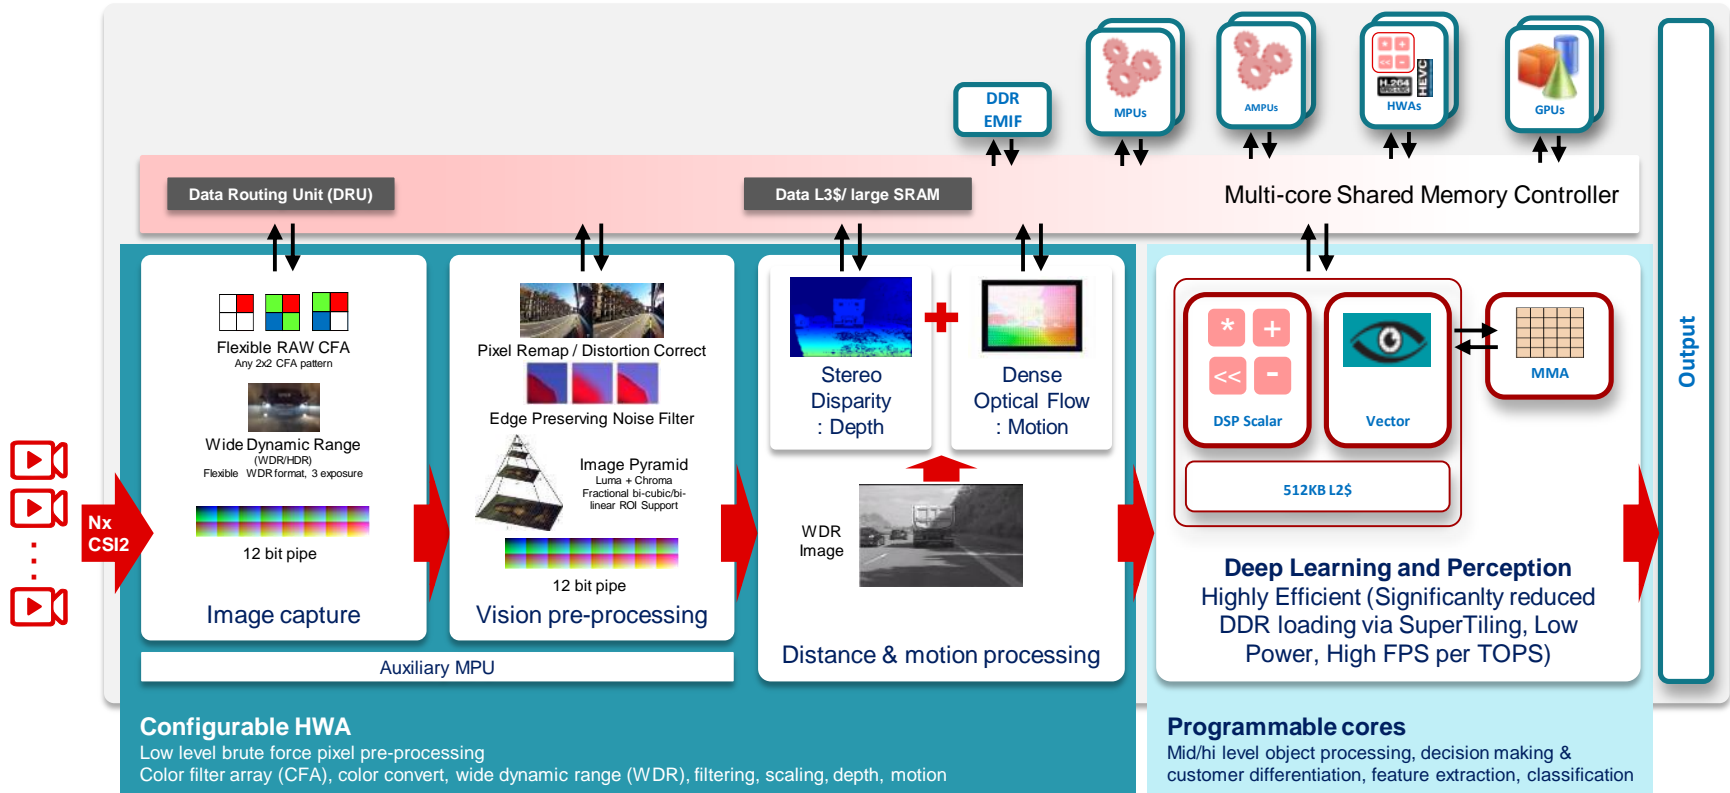 DDR
EMIF
MPUs
AMPUs
H.264
HEVC
HWAs
GPUs
Data Routing Unit (DRU)
Data L3$/ large SRAM
Multi-core Shared Memory Controller
Flexible RAW CFA
Any 2x2 CFA pattern
Wide Dynamic Range
(WDR/HDR)
Flexible WDR format, 3 exposure
12 bit pipe
Image capture
Pixel Remap / Distortion Correct
Edge Preserving Noise Filter
Image Pyramid
Luma + Chroma
Fractional bi-cubic/bi-
linear ROI Support
12 bit pipe
Vision pre-processing
Auxiliary MPU
Stereo
Disparity
: Depth
Dense
Optical Flow
: Motion
WDR
Image
Distance & motion processing
* +
<< -
DSP Scalar
Vector
MMA
512KB L2$
Deep Learning and Perception
Highly Efficient (Significanlty reduced
DDR loading via SuperTiling, Low
Power, High FPS per TOPS)
Output
Nx
CSI2
Configurable HWA
Low level brute force pixel pre-processing
Color filter array (CFA), color convert, wide dynamic range (WDR), filtering, scaling, depth, motion
Programmable cores
Mid/hi level object processing, decision making &
customer differentiation, feature extraction, classification